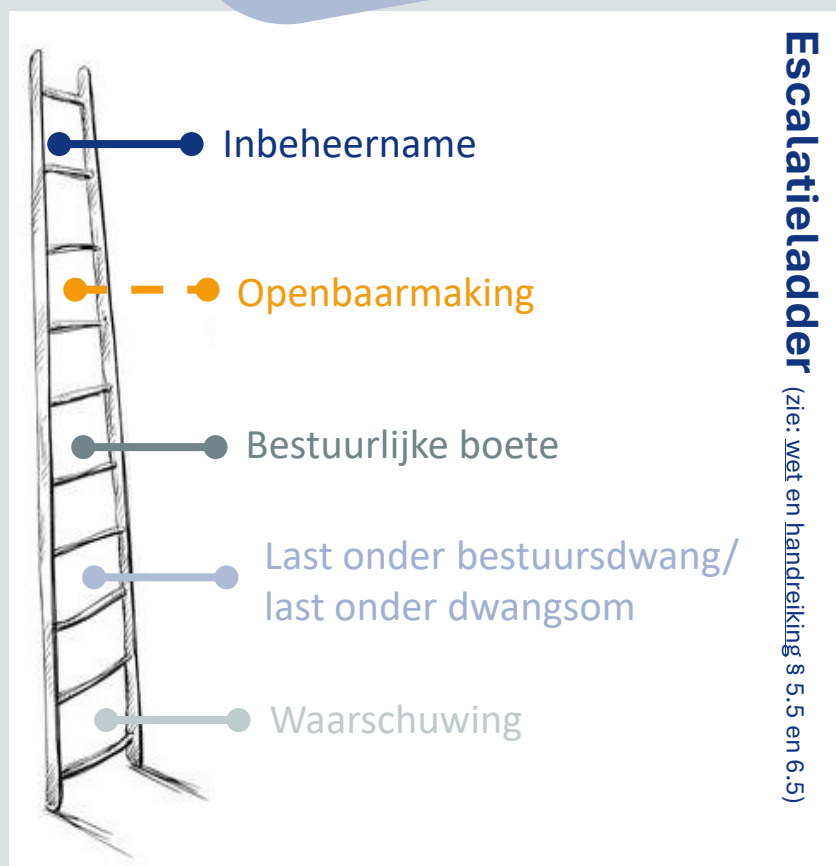 Escalatieladder (zie: wet en handreiking § 5.5 en 6.5)
Inbeheername
Openbaarmaking
Bestuurlijke boete
Last onder bestuursdwang/
last onder dwangsom
Waarschuwing